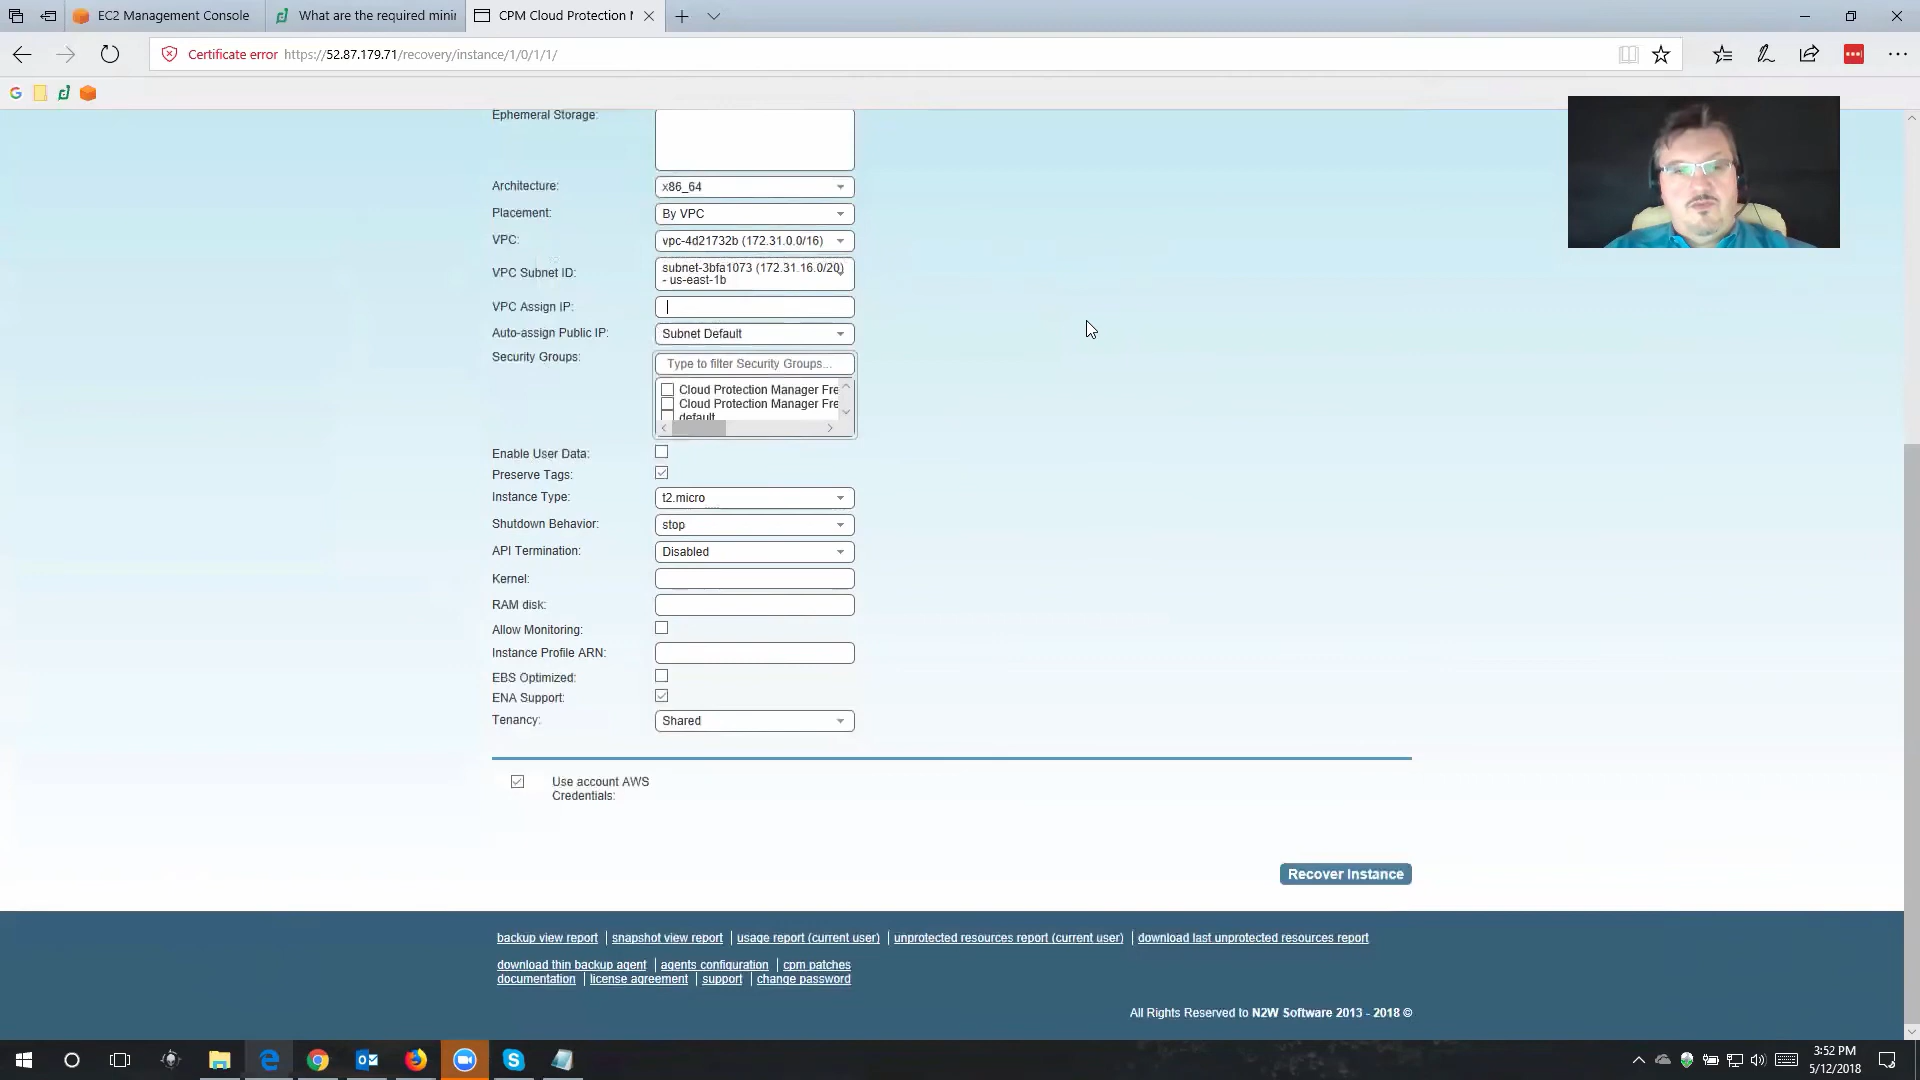 EC2 Management Console
What are the required mini
CPM Cloud Protection M
Certificate error https://52.87.179.71/recovery/instance/1/0/1/1/
Ephemeral Storage:
Architecture: x86_64
Placement: By VPC
VPC: vpc-4d21732b (172.31.0.0/16)
VPC Subnet ID: subnet-3bfa1073 (172.31.16.0/20)
- us-east-1b
VPC Assign IP:
Auto-assign Public IP: Subnet Default
Security Groups: Type to filter Security Groups...
Cloud Protection Manager Fre
Cloud Protection Manager Fre
default
Enable User Data:
Preserve Tags:
Instance Type: t2.micro
Shutdown Behavior: stop
API Termination: Disabled
Kernel:
RAM disk:
Allow Monitoring:
Instance Profile ARN:
EBS Optimized:
ENA Support:
Tenancy: Shared
Use account AWS
Credentials:
Recover Instance
backup view report | snapshot view report | usage report (current user) | unprotected resources report (current user) | download last unprotected resources report
download thin backup agent | agents configuration | cpm patches
documentation | license agreement | support | change password
All Rights Reserved to N2W Software 2013 - 2018 ©
3:52 PM
5/12/2018